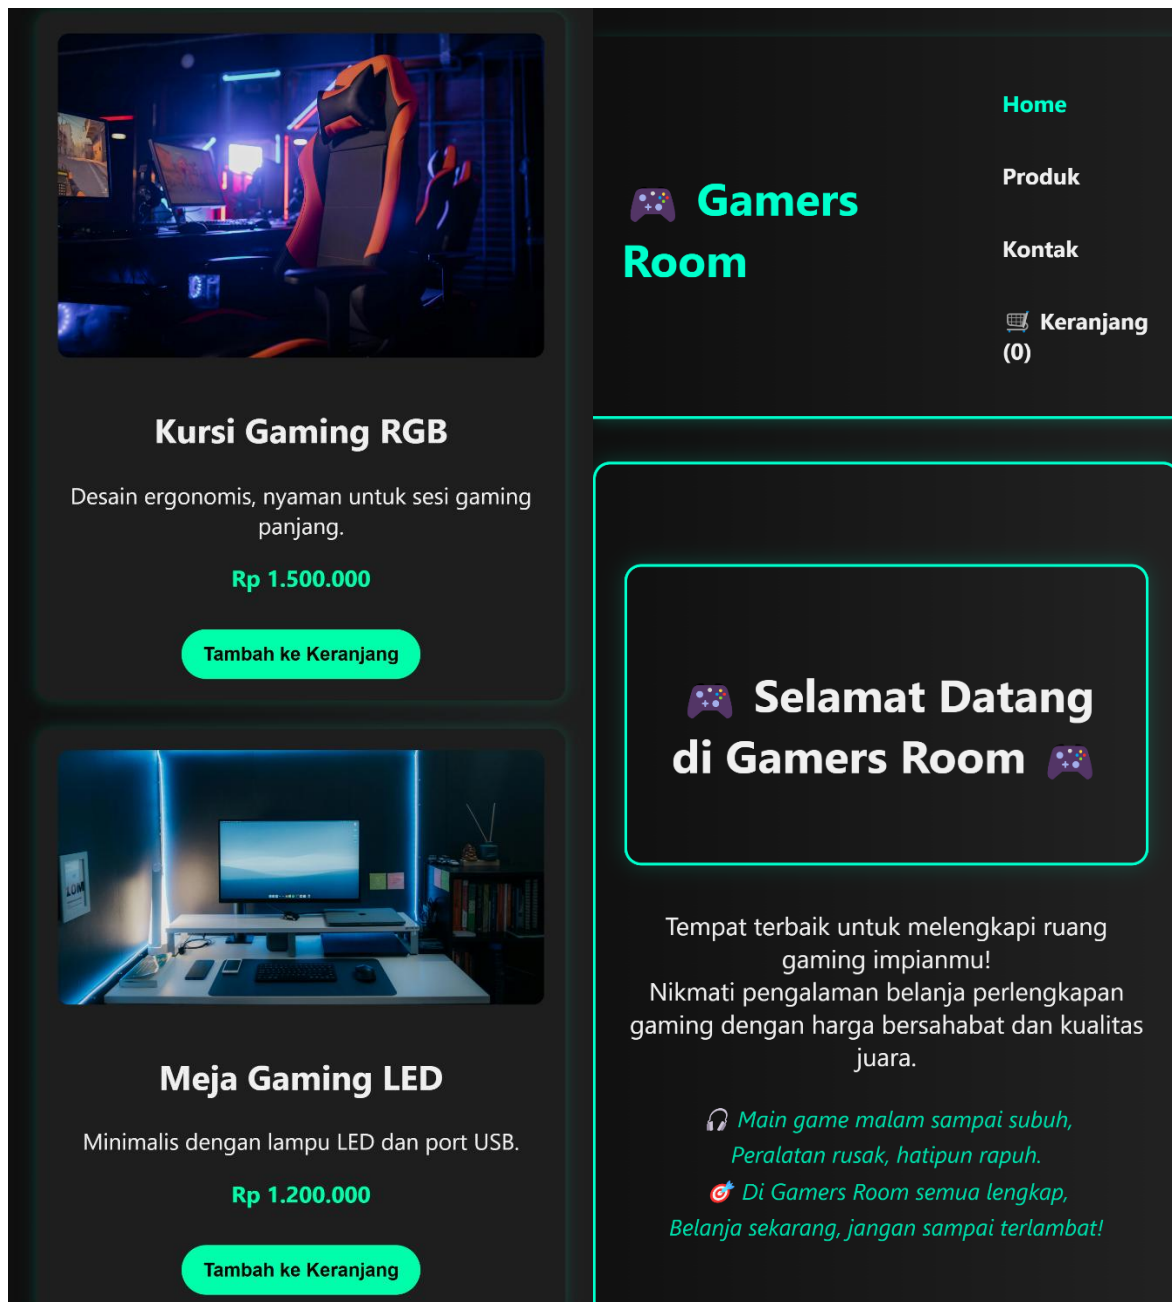 Kursi Gaming RGB
Desain ergonomis, nyaman untuk sesi gaming
panjang.
Rp 1.500.000
Tambah ke Keranjang
Meja Gaming LED
Minimalis dengan lampu LED dan port USB.
Rp 1.200.000
Tambah ke Keranjang
🎮 Gamers
Room
Home
Produk
Kontak
🛒 Keranjang
(0)
🎮 Selamat Datang
di Gamers Room 🎮
Tempat terbaik untuk melengkapi ruang
gaming impianmu!
Nikmati pengalaman belanja perlengkapan
gaming dengan harga bersahabat dan kualitas
juara.
🎧 Main game malam sampai subuh,
Peralatan rusak, hatipun rapuh.
🎯 Di Gamers Room semua lengkap,
Belanja sekarang, jangan sampai terlambat!